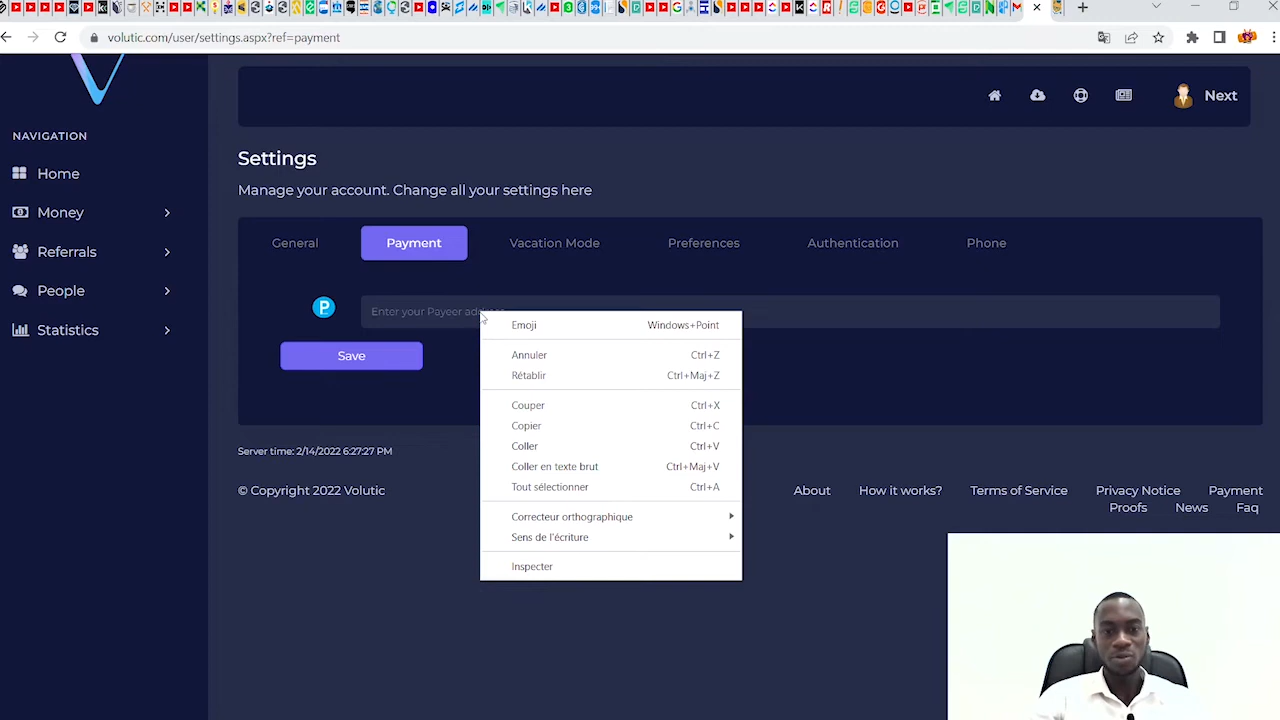 volutic.com/user/settings.aspx?ref=payment
Next
NAVIGATION
Home
Money
Referrals
People
Statistics
Settings
Manage your account. Change all your settings here
General Payment Vacation Mode Preferences Authentication Phone
Enter your Payeer
Save
Emoji Windows+Point
Annuler Ctrl+Z
Rétablir Ctrl+Maj+Z
Couper Ctrl+X
Copier Ctrl+C
Coller Ctrl+V
Coller en texte brut Ctrl+Maj+V
Tout sélectionner Ctrl+A
Correcteur orthographique
Sens de l'écriture
Inspecter
Server time: 2/14/2022 6:27:27 PM
© Copyright 2022 Volutic
About How it works? Terms of Service Privacy Notice Payment
Proofs News Faq